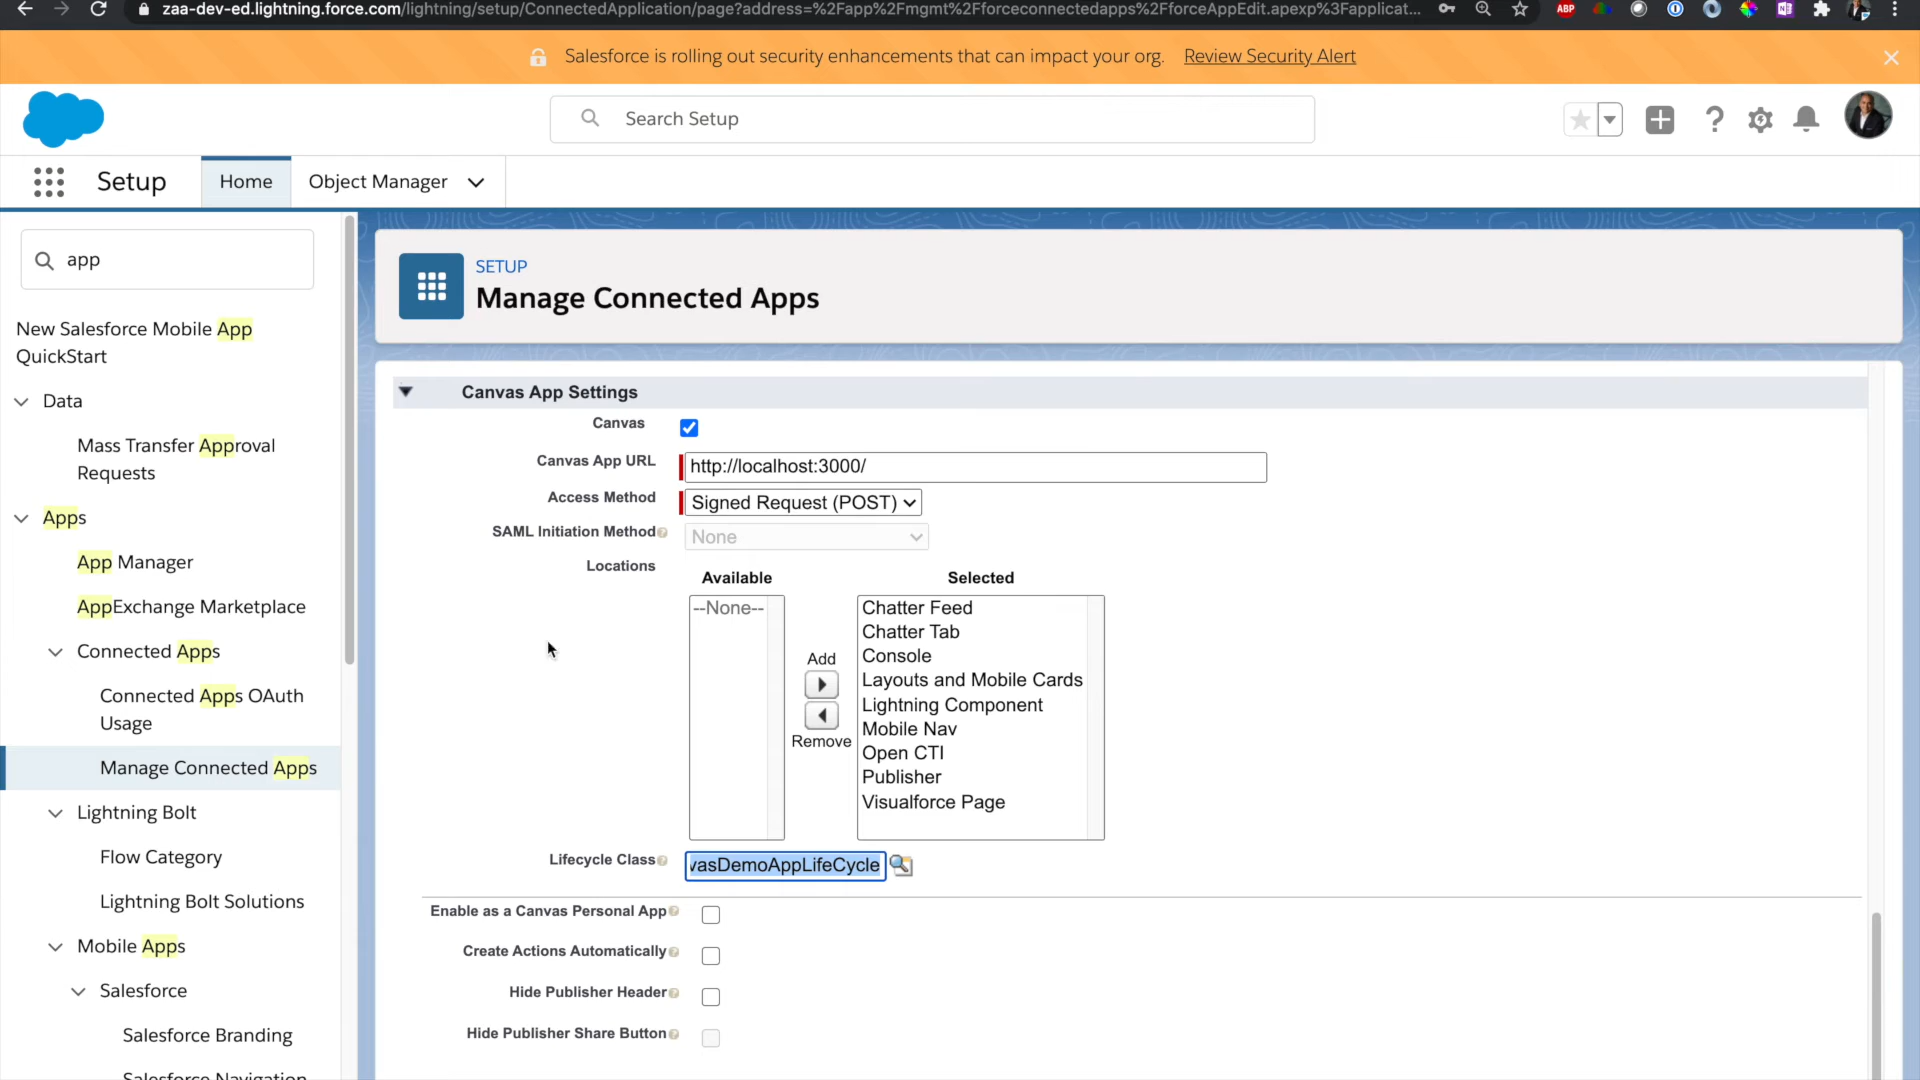 zaa-dev-ed.lightning.force.com/lightning/setup/ConnectedApplication/page?address=%2Fapp%2Fmgmt%2Fforceconnectedapps%2FforceAppEdit.apexp%3Fapplicat...
ABP
Salesforce is rolling out security enhancements that can impact your org. Review Security Alert
Search Setup
Setup
Home
Object Manager
app
SETUP
Manage Connected Apps
New Salesforce Mobile App
QuickStart
Data
Mass Transfer Approval
Requests
Apps
App Manager
AppExchange Marketplace
Connected Apps
Connected Apps OAuth
Usage
Manage Connected Apps
Lightning Bolt
Flow Category
Lightning Bolt Solutions
Mobile Apps
Salesforce
Salesforce Branding
Salesforce Navigation
Canvas App Settings
Canvas
Canvas App URL http://localhost:3000/
Access Method Signed Request (POST)
SAML Initiation Method None
Locations
Available Selected
--None--
Chatter Feed
Chatter Tab
Console
Layouts and Mobile Cards
Lightning Component
Mobile Nav
Open CTI
Publisher
Visualforce Page
Add
Remove
Lifecycle Class vasDemoAppLifeCycle
Enable as a Canvas Personal App
Create Actions Automatically
Hide Publisher Header
Hide Publisher Share Button